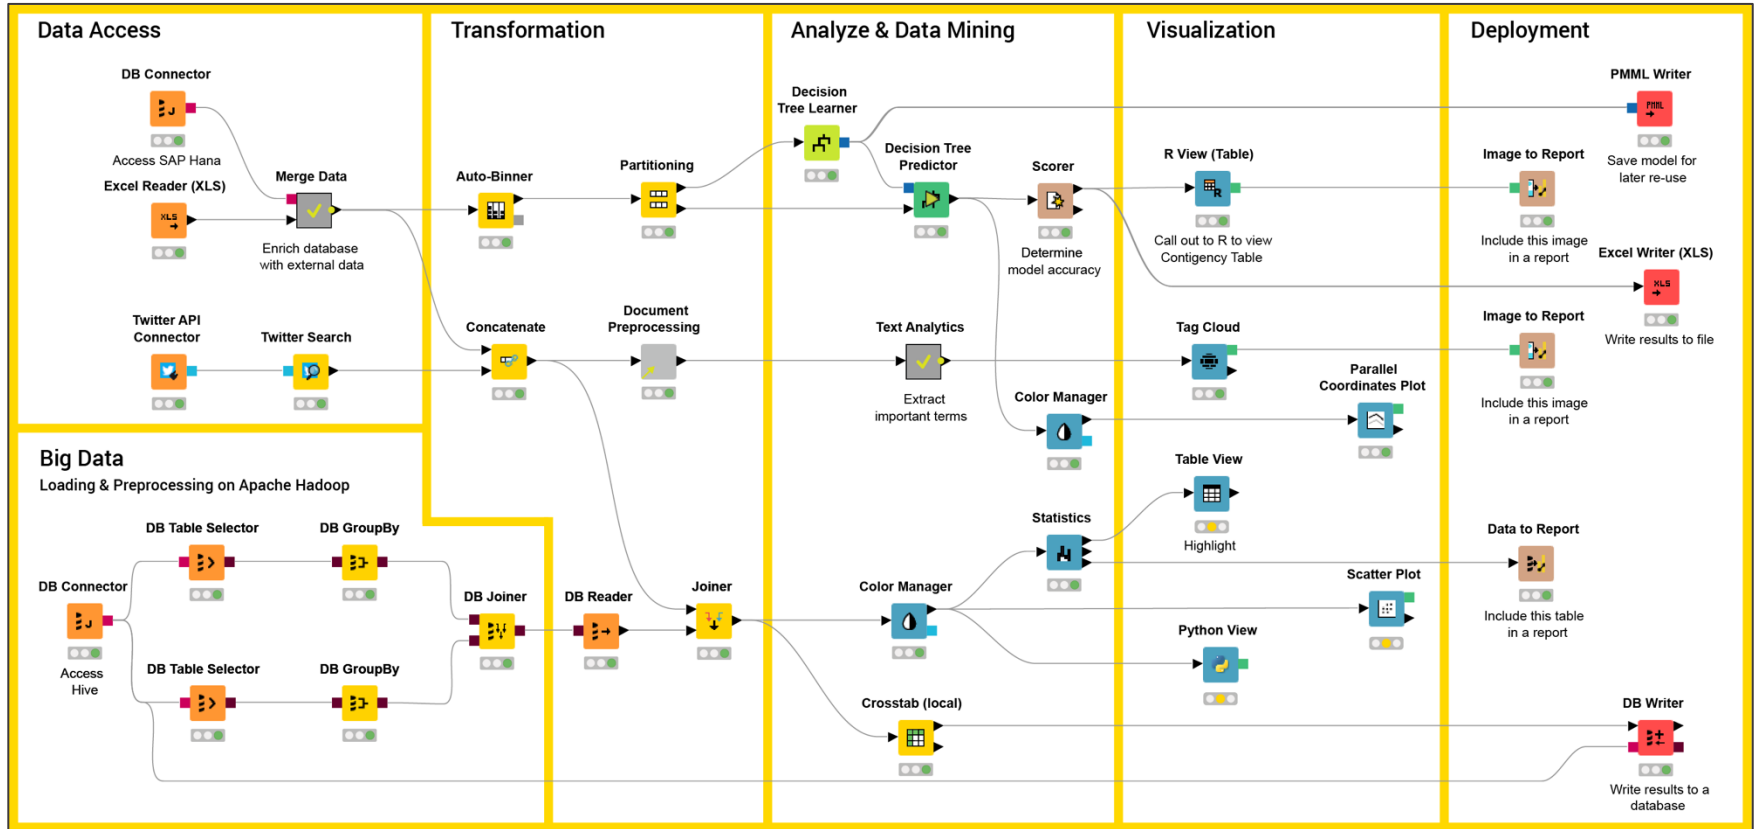 Data Access
DB Connector
Access SAP Hana
Excel Reader (XLS)
XLS
Merge Data
Enrich database
with external data
Twitter API
Connector
Twitter Search
Big Data
Loading & Preprocessing on Apache Hadoop
DB Connector
Access
Hive
DB Table Selector
DB GroupBy
DB Table Selector
DB GroupBy
DB Joiner
Transformation
Auto-Binner
Partitioning
Concatenate
Document
Preprocessing
DB Reader
Joiner
Analyze & Data Mining
Decision
Tree Learner
Decision Tree
Predictor
Scorer
Determine
model accuracy
Text Analytics
Extract
important terms
Color Manager
Statistics
Color Manager
Crosstab (local)
Visualization
R View (Table)
R
Call out to R to view
Contigency Table
Tag Cloud
Parallel
Coordinates Plot
Table View
Highlight
Scatter Plot
Python View
Deployment
PMML Writer
PMML
Save model for
later re-use
Image to Report
Include this image
in a report
Excel Writer (XLS)
XLS
Write results to file
Image to Report
Include this image
in a report
Data to Report
Include this table
in a report
DB Writer
Write results to a
database